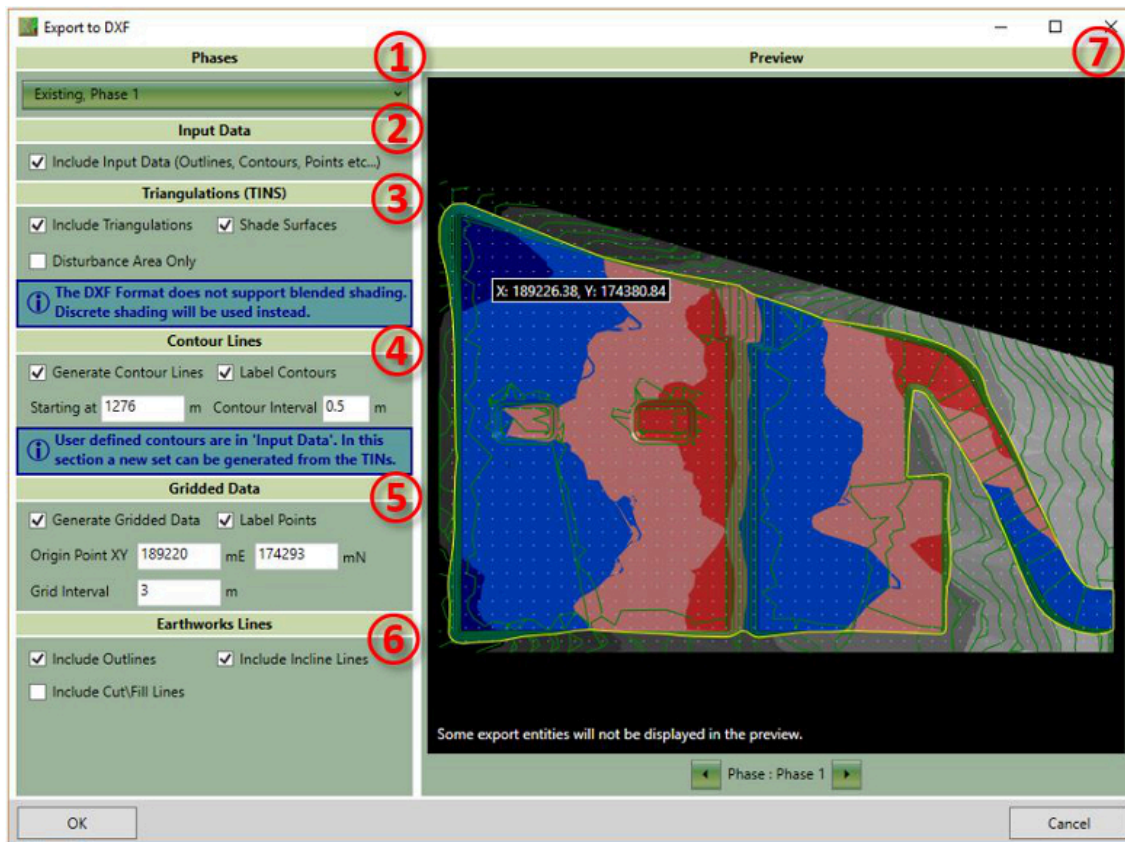 Export to DXF
Phases
1
Existing, Phase 1
2
Input Data
Include Input Data (Outlines, Contours, Points etc...)
Triangulations (TINS)
3
Include Triangulations Shade Surfaces
Disturbance Area Only
The DXF Format does not support blended shading.
Discrete shading will be used instead.
Contour Lines
4
Generate Contour Lines Label Contours
Starting at 1276 m Contour Interval 0.5 m
User defined contours are in 'Input Data'. In this
section a new set can be generated from the TINs.
Gridded Data
5
Generate Gridded Data Label Points
Origin Point XY 189220 mE 174293 mN
Grid Interval 3 m
Earthworks Lines
6
Include Outlines Include Incline Lines
Include Cut\Fill Lines
Preview
7
X: 189226.38, Y: 174380.84
Some export entities will not be displayed in the preview.
Phase : Phase 1
OK
Cancel